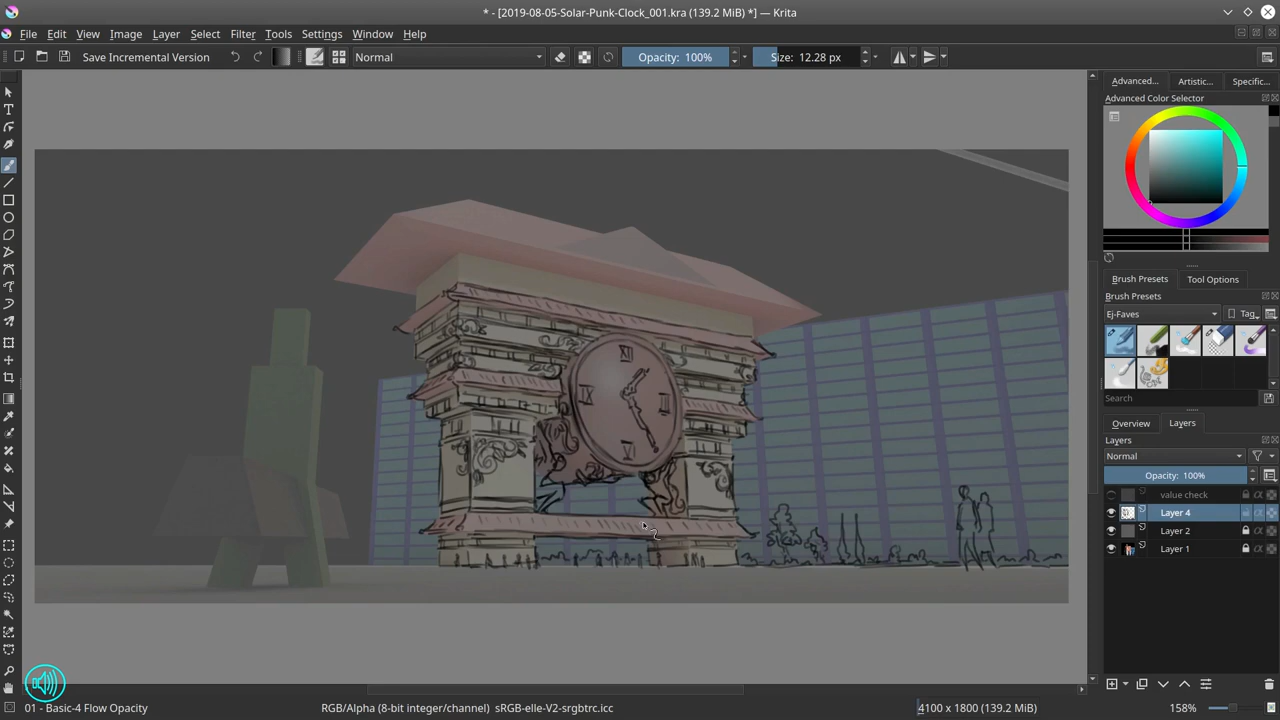 * - [2019-08-05-Solar-Punk-Clock_001.kra (139.2 MiB) *] — Krita
File Edit View Image Layer Select Filter Tools Settings Window Help
Save Incremental Version Normal Opacity: 100% Size: 12.28 px
Advanced... Artistic... Specific...
Advanced Color Selector
XII
IX III
VI
Brush Presets Tool Options
Brush Presets
Ej-Faves Tag
Search
Overview Layers
Layers
Normal
Opacity: 100%
value check
Layer 4
Layer 2
Layer 1
01 - Basic-4 Flow Opacity RGB/Alpha (8-bit integer/channel) sRGB-elle-V2-srgbtrc.icc 4100 x 1800 (139.2 MiB) 158%